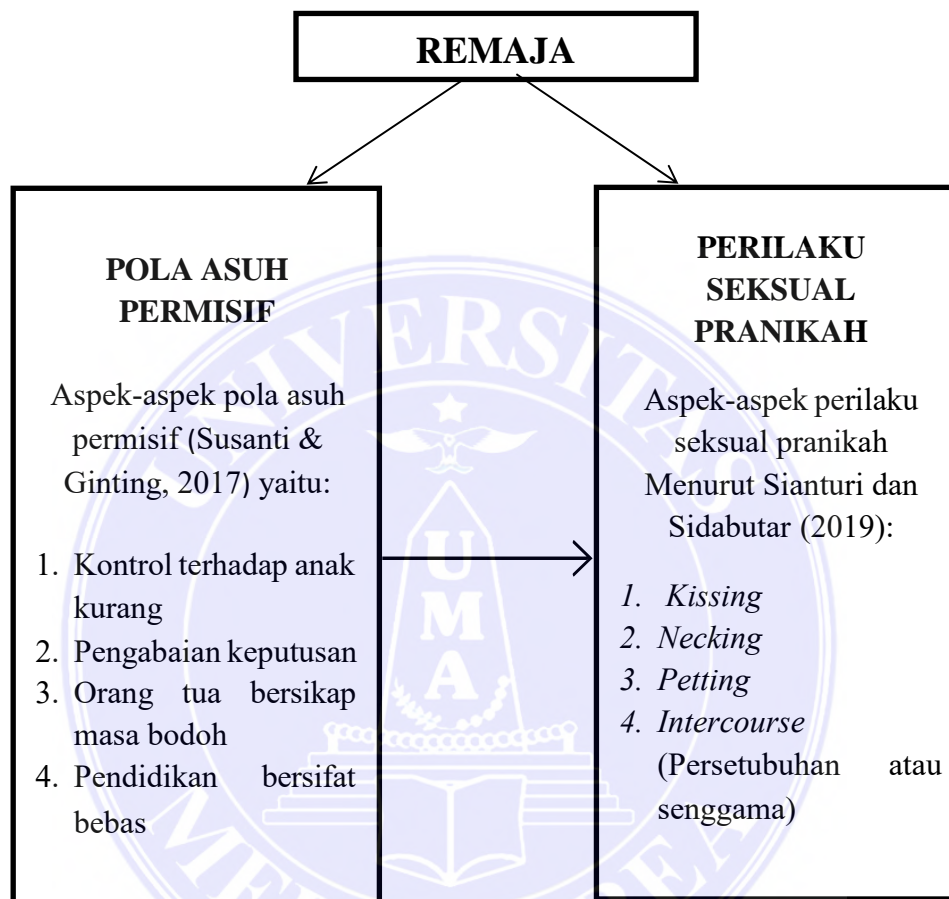 REMAJA
POLA ASUH
PERMISIF
Aspek-aspek pola asuh
permisif (Susanti &
Ginting, 2017) yaitu:
1. Kontrol terhadap anak
kurang
2. Pengabaian keputusan
3. Orang tua bersikap
masa bodoh
4. Pendidikan bersifat
bebas
PERILAKU
SEKSUAL
PRANIKAH
Aspek-aspek perilaku
seksual pranikah
Menurut Sianturi dan
Sidabutar (2019):
1. Kissing
2. Necking
3. Petting
4. Intercourse
(Persetubuhan atau
senggama)
UNIVERSITAS
U
M
A